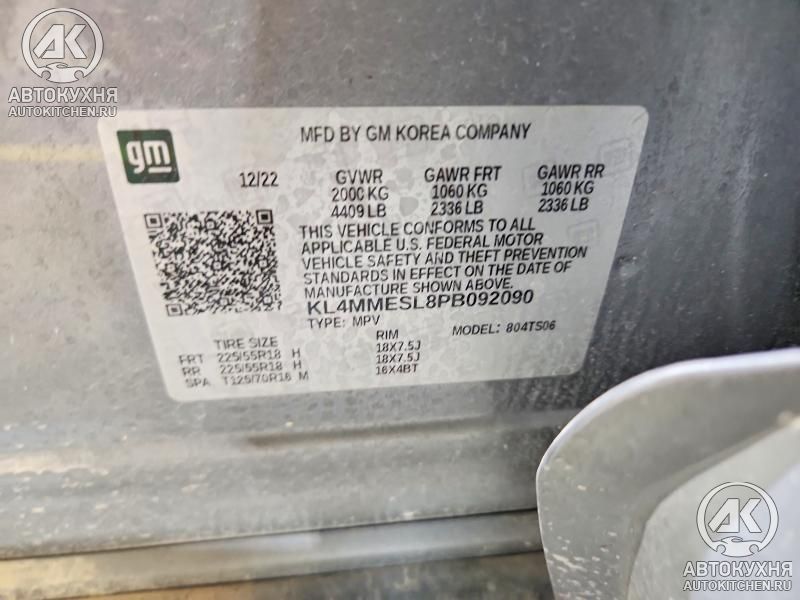 AK
АВТОКУХНЯ
AUTOKITCHEN.RU
gm
MFD BY GM KOREA COMPANY
12/22 GVWR GAWR FRT GAWR RR
2000 KG 1060 KG 1060 KG
4409 LB 2336 LB 2336 LB
THIS VEHICLE CONFORMS TO ALL
APPLICABLE U.S. FEDERAL MOTOR
VEHICLE SAFETY AND THEFT PREVENTION
STANDARDS IN EFFECT ON THE DATE OF
MANUFACTURE SHOWN ABOVE.
KL4MMESL8PB092090
TYPE: MPV MODEL: 804TS06
TIRE SIZE RIM
FRT 225/55R18 H 18X7.5J
RR 225/55R18 H 18X7.5J
SPA T125/70R16 M 16X4BT
AK
АВТОКУХНЯ
AUTOKITCHEN.RU